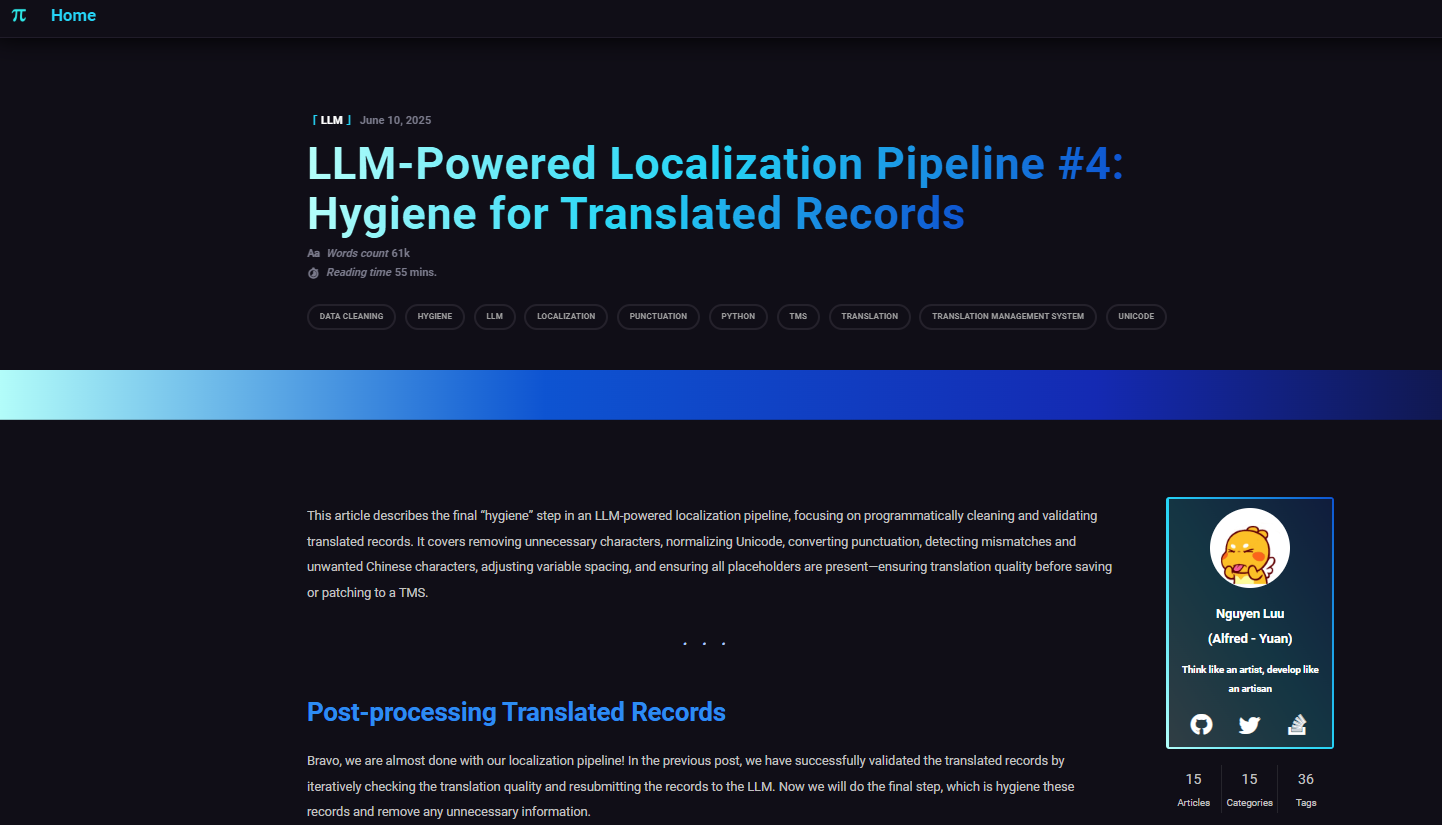 π Home
⌈ LLM ⌋ June 10, 2025
LLM-Powered Localization Pipeline #4:
Hygiene for Translated Records
Aa Words count 61k
Reading time 55 mins.
DATA CLEANING HYGIENE LLM LOCALIZATION PUNCTUATION PYTHON TMS TRANSLATION TRANSLATION MANAGEMENT SYSTEM UNICODE
This article describes the final “hygiene” step in an LLM-powered localization pipeline, focusing on programmatically cleaning and validating
translated records. It covers removing unnecessary characters, normalizing Unicode, converting punctuation, detecting mismatches and
unwanted Chinese characters, adjusting variable spacing, and ensuring all placeholders are present—ensuring translation quality before saving
or patching to a TMS.
. . .
Post-processing Translated Records
Bravo, we are almost done with our localization pipeline! In the previous post, we have successfully validated the translated records by
iteratively checking the translation quality and resubmitting the records to the LLM. Now we will do the final step, which is hygiene these
records and remove any unnecessary information.
Nguyen Luu
(Alfred - Yuan)
Think like an artist, develop like
an artisan
15 15 36
Articles Categories Tags